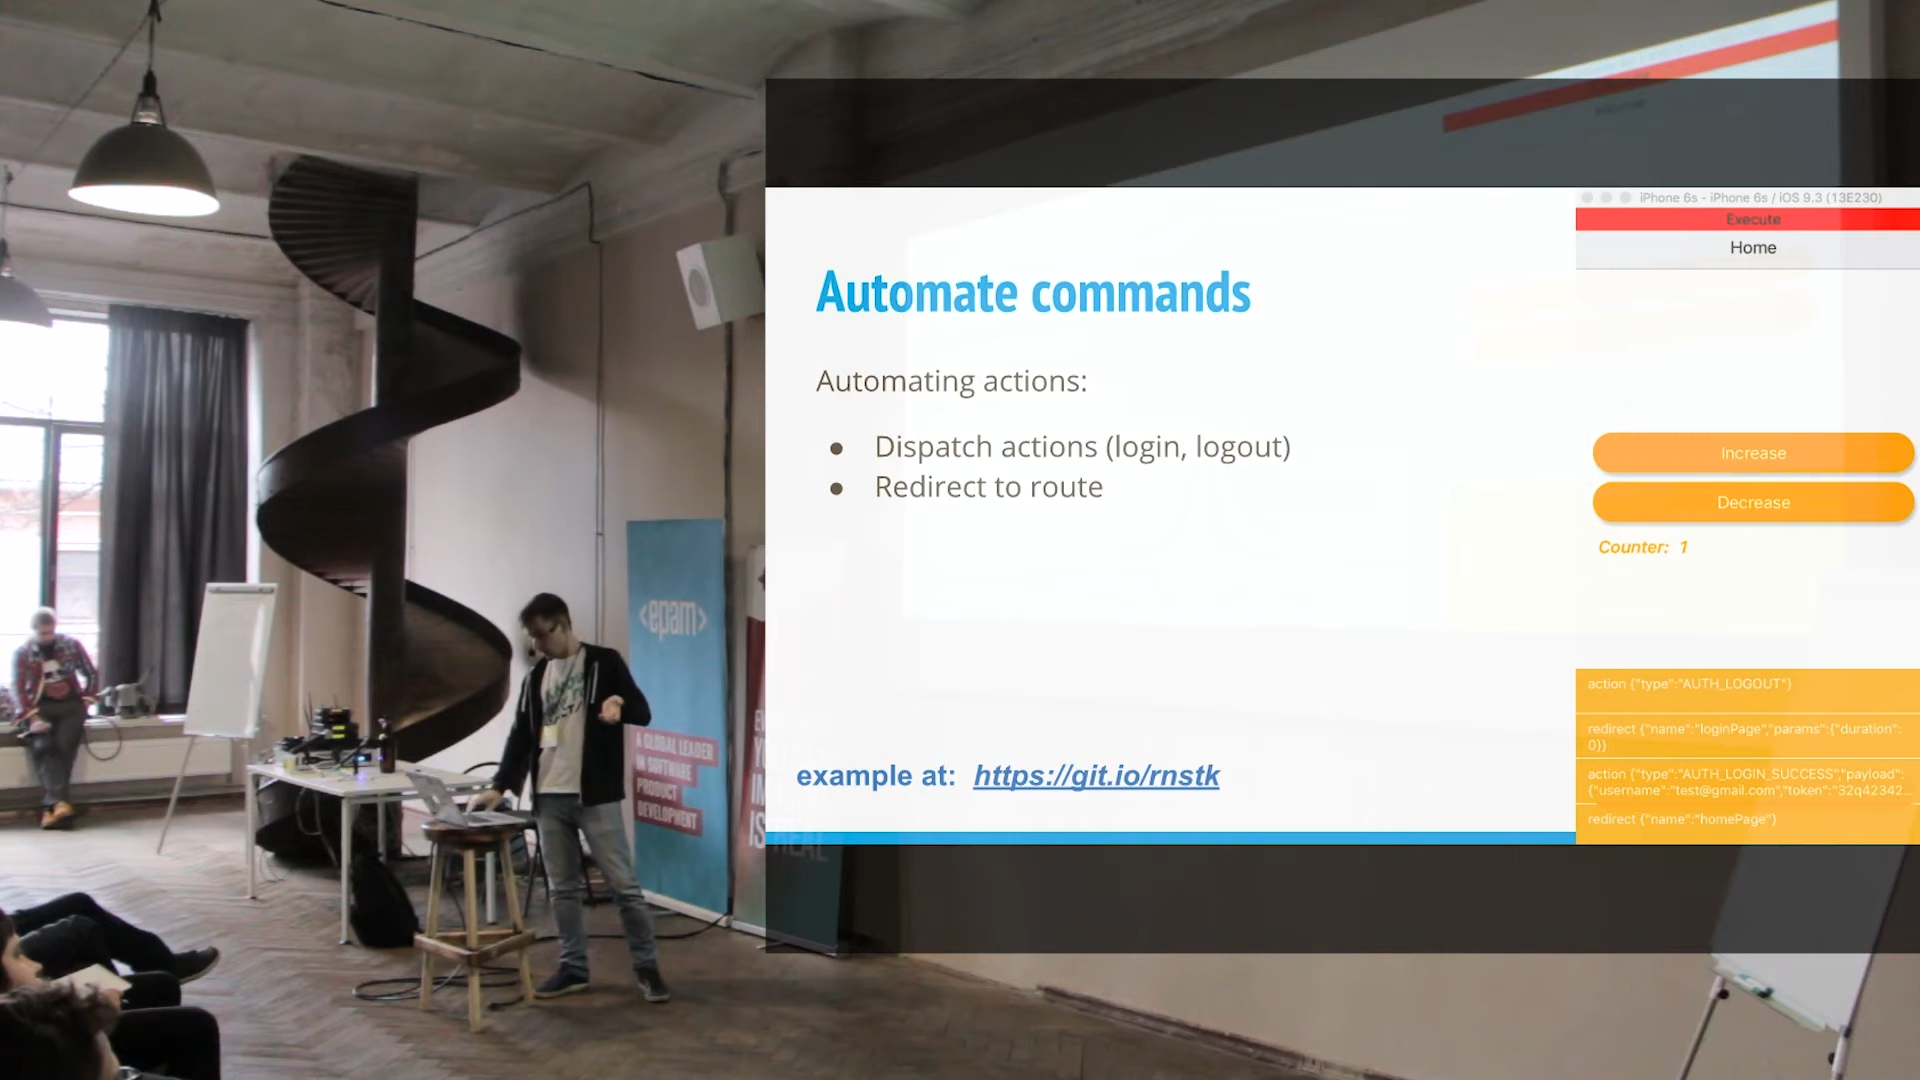 iPhone 6s - iPhone 6s / iOS 9.3 (13E230)
Execute
Home
Automate commands
Automating actions:
● Dispatch actions (login, logout)
● Redirect to route
Increase
Decrease
Counter: 1
<epam>
A GLOBAL LEADER
IN SOFTWARE
PRODUCT
DEVELOPMENT
action {"type":"AUTH_LOGOUT"}
redirect {"name":"loginPage","params":{"duration":
0}}
action {"type":"AUTH_LOGIN_SUCCESS","payload":
{"username":"test@gmail.com","token":"32q42342...
redirect {"name":"homePage"}
example at: https://git.io/rnstk